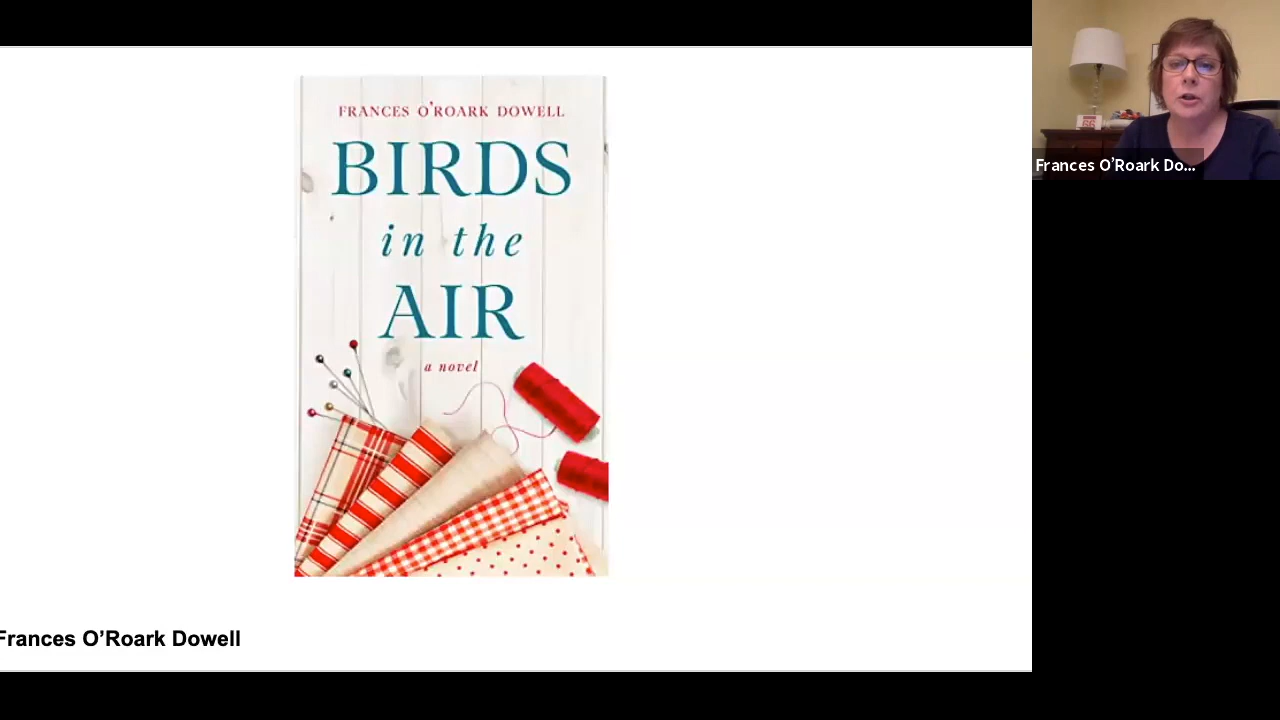 FRANCES O'ROARK DOWELL
BIRDS
in the
AIR
a novel
Frances O’Roark Dowell
Frances O’Roark Do...